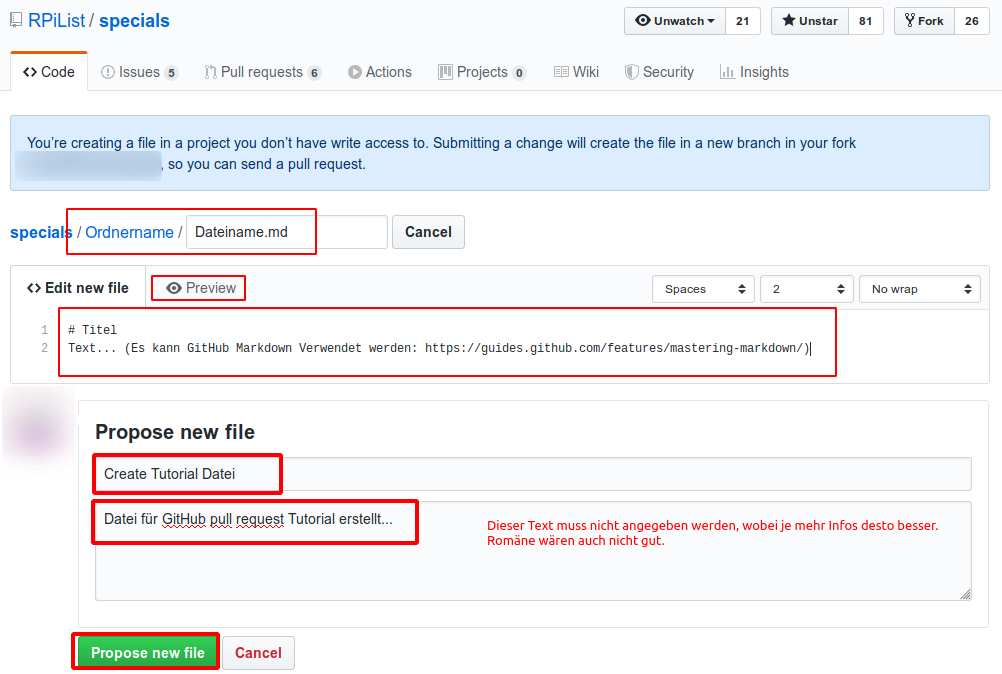 RPiList / specials
Unwatch 21 Unstar 81 Fork 26
Code Issues 5 Pull requests 6 Actions Projects 0 Wiki Security Insights
You're creating a file in a project you don't have write access to. Submitting a change will create the file in a new branch in your fork
, so you can send a pull request.
specials / Ordnername / Dateiname.md Cancel
Edit new file Preview Spaces 2 No wrap
1 # Titel
2 Text... (Es kann GitHub Markdown Verwendet werden: https://guides.github.com/features/mastering-markdown/)
Propose new file
Create Tutorial Datei
Datei für GitHub pull request Tutorial erstellt...
Dieser Text muss nicht angegeben werden, wobei je mehr Infos desto besser.
Romäne wären auch nicht gut.
Propose new file Cancel